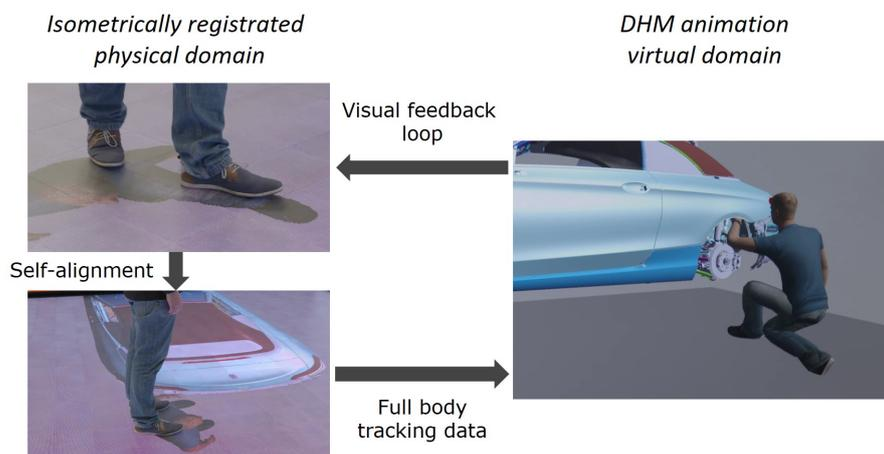 Isometrically registrated
physical domain
DHM animation
virtual domain
Visual feedback
loop
Self-alignment
Full body
tracking data